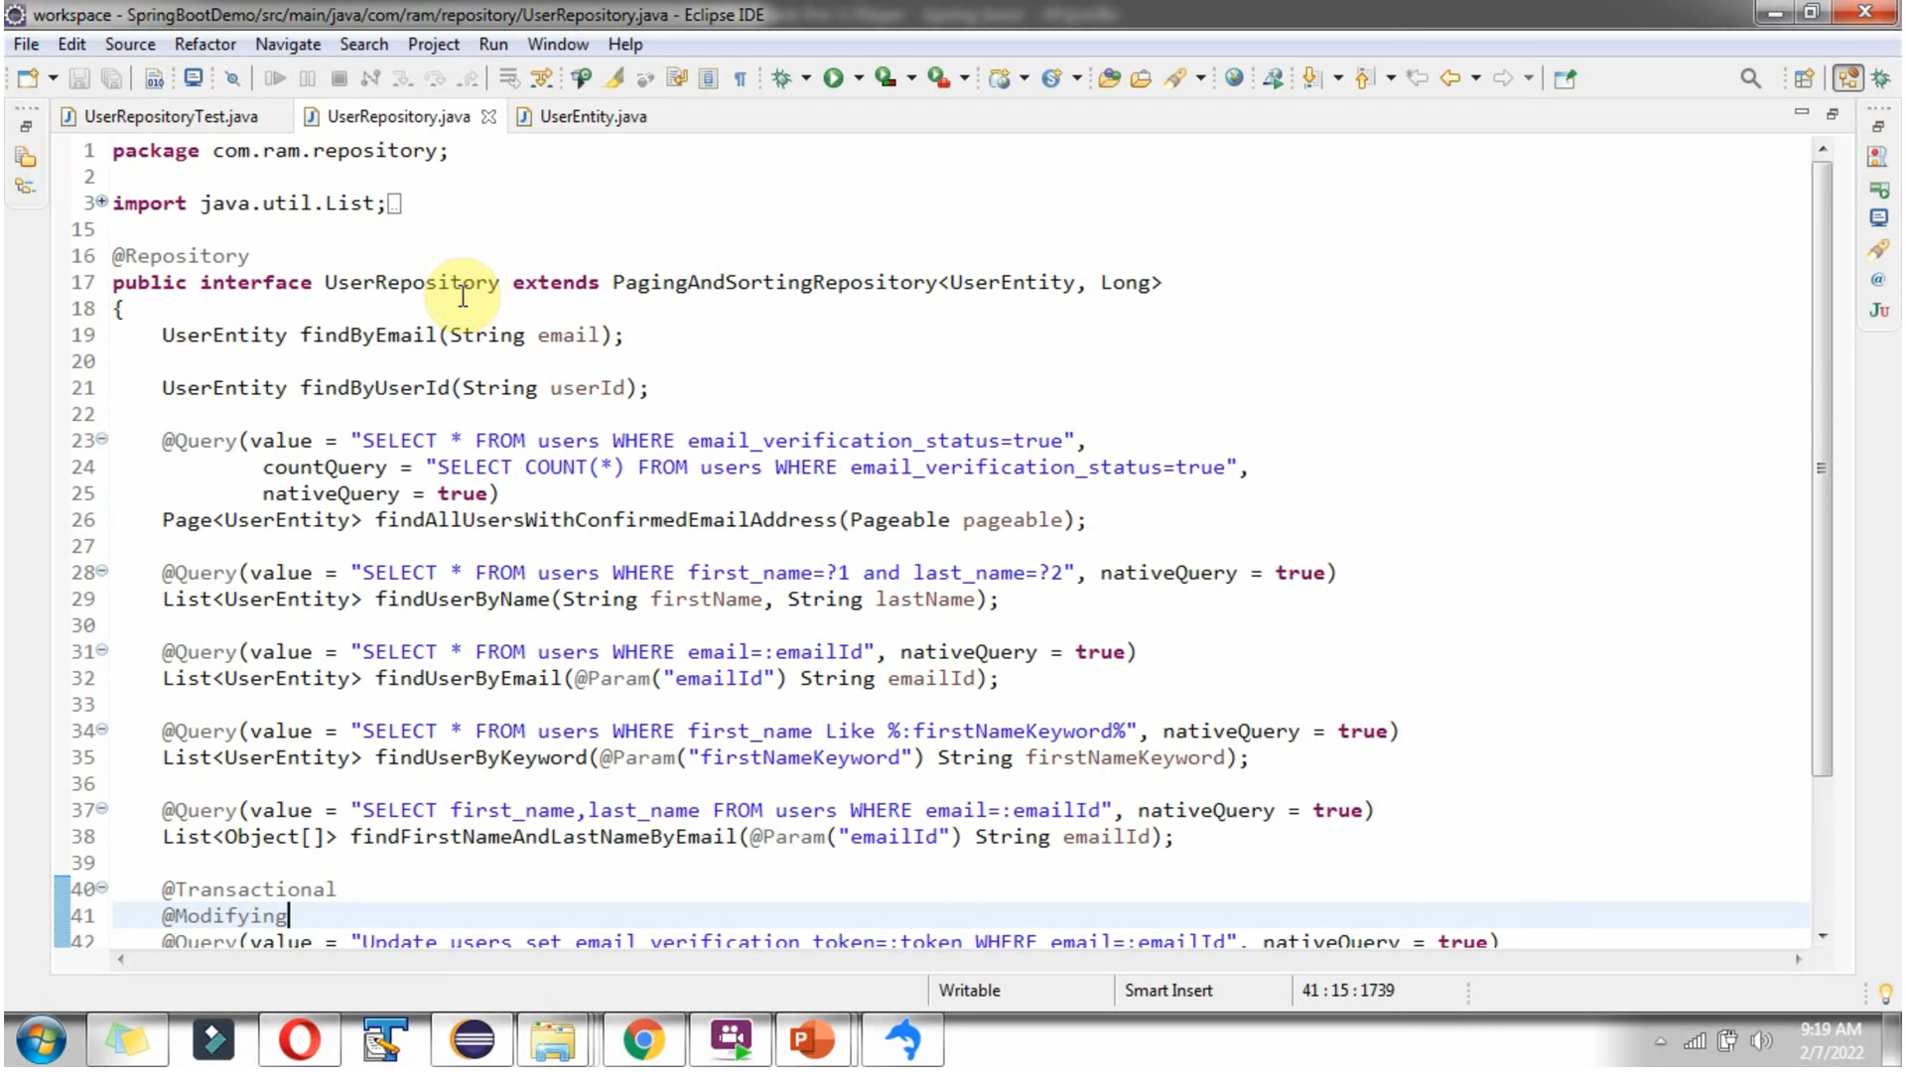 workspace - SpringBootDemo/src/main/java/com/ram/repository/UserRepository.java - Eclipse IDE
File Edit Source Refactor Navigate Search Project Run Window Help
UserRepositoryTest.java UserRepository.java UserEntity.java
1 package com.ram.repository;
2
3 import java.util.List;
15
16 @Repository
17 public interface UserRepository extends PagingAndSortingRepository<UserEntity, Long>
18 {
19 UserEntity findByEmail(String email);
20
21 UserEntity findByUserId(String userId);
22
23 @Query(value = "SELECT * FROM users WHERE email_verification_status=true",
24 countQuery = "SELECT COUNT(*) FROM users WHERE email_verification_status=true",
25 nativeQuery = true)
26 Page<UserEntity> findAllUsersWithConfirmedEmailAddress(Pageable pageable);
27
28 @Query(value = "SELECT * FROM users WHERE first_name=?1 and last_name=?2", nativeQuery = true)
29 List<UserEntity> findUserByName(String firstName, String lastName);
30
31 @Query(value = "SELECT * FROM users WHERE email=:emailId", nativeQuery = true)
32 List<UserEntity> findUserByEmail(@Param("emailId") String emailId);
33
34 @Query(value = "SELECT * FROM users WHERE first_name Like %:firstNameKeyword%", nativeQuery = true)
35 List<UserEntity> findUserByKeyword(@Param("firstNameKeyword") String firstNameKeyword);
36
37 @Query(value = "SELECT first_name,last_name FROM users WHERE email=:emailId", nativeQuery = true)
38 List<Object[]> findFirstNameAndLastNameByEmail(@Param("emailId") String emailId);
39
40 @Transactional
41 @Modifying
42 @Query(value = "Update users set email_verification_token=:token WHERE email=:emailId", nativeQuery = true)
Writable Smart Insert 41 : 15 : 1739
9:19 AM
2/7/2022